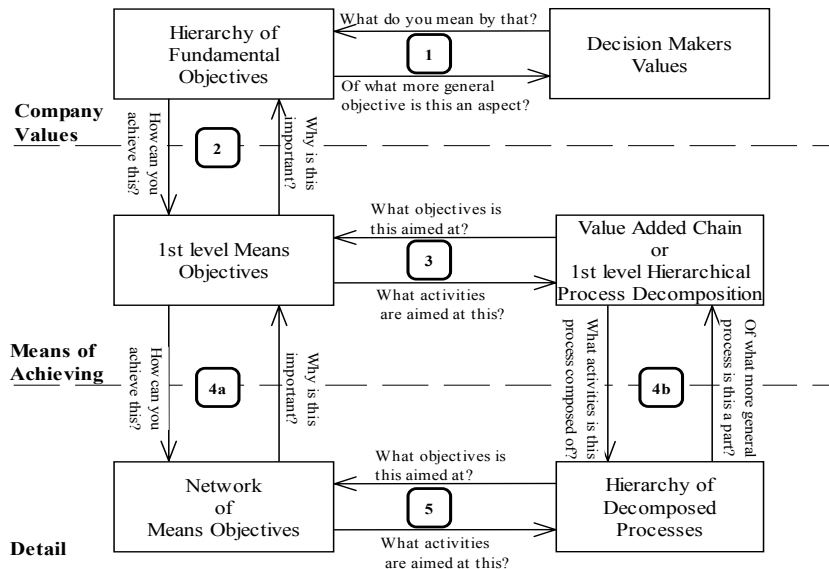 What do you mean by that?
Hierarchy of
Fundamental
Objectives
1
Decision Makers
Values
Of what more general
objective is this an aspect?
Company
Values
How can you
achieve this?
2
Why is this
important?
What objectives is
this aimed at?
1st level Means
Objectives
3
Value Added Chain
or
1st level Hierarchical
Process Decomposition
What activities
are aimed at this?
Means of
Achieving
How can you
achieve this?
4a
Why is this
important?
What activities is this
process composed of?
4b
Of what more general
process is this a part?
What objectives is
this aimed at?
Network
of
Means Objectives
5
Hierarchy of
Decomposed
Processes
What activities
are aimed at this?
Detail